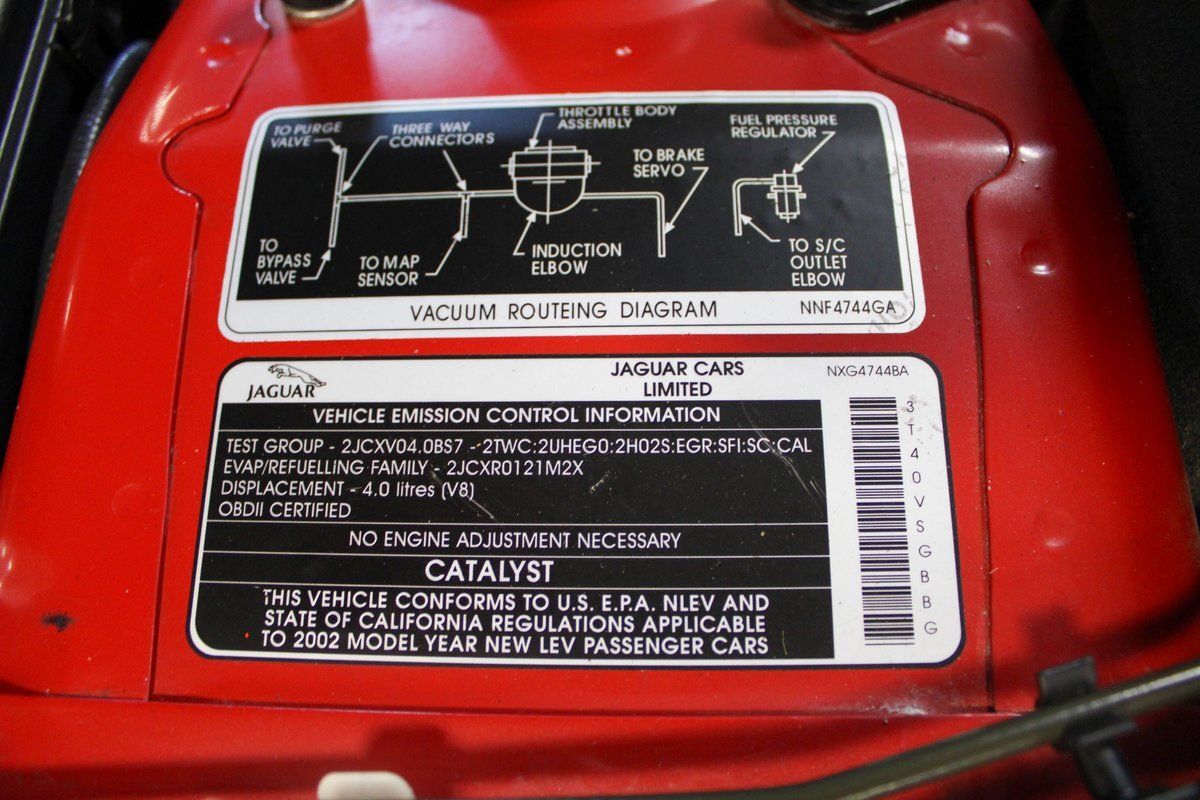 TO PURGE
VALVE
THREE WAY
CONNECTORS
THROTTLE BODY
ASSEMBLY
FUEL PRESSURE
REGULATOR
TO BRAKE
SERVO
TO
BYPASS
VALVE
TO MAP
SENSOR
INDUCTION
ELBOW
TO S/C
OUTLET
ELBOW
VACUUM ROUTEING DIAGRAM
NNF4744GA
JAGUAR
JAGUAR CARS
LIMITED
NXG4744BA
VEHICLE EMISSION CONTROL INFORMATION
TEST GROUP - 2JCXV04.0BS7 - 2TWC:2UHEG0:2H02S:EGR:SFI:SC:CAL
EVAP/REFUELLING FAMILY - 2JCXR0121M2X
DISPLACEMENT - 4.0 litres (V8)
OBDII CERTIFIED
NO ENGINE ADJUSTMENT NECESSARY
CATALYST
THIS VEHICLE CONFORMS TO U.S. E.P.A. NLEV AND
STATE OF CALIFORNIA REGULATIONS APPLICABLE
TO 2002 MODEL YEAR NEW LEV PASSENGER CARS
3T40VSGBBG